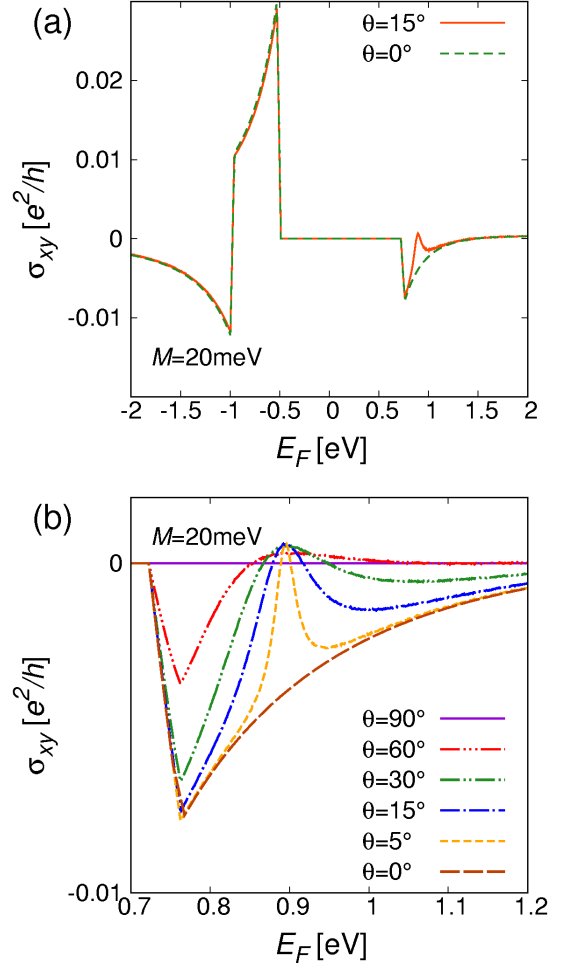 (a)
θ=15°
θ=0°
0.02
0.01
0
-0.01
σxy [e²/h]
M=20meV
-2 -1.5 -1 -0.5 0 0.5 1 1.5 2
EF [eV]
(b)
M=20meV
0
-0.01
σxy [e²/h]
θ=90°
θ=60°
θ=30°
θ=15°
θ=5°
θ=0°
0.7 0.8 0.9 1 1.1 1.2
EF [eV]